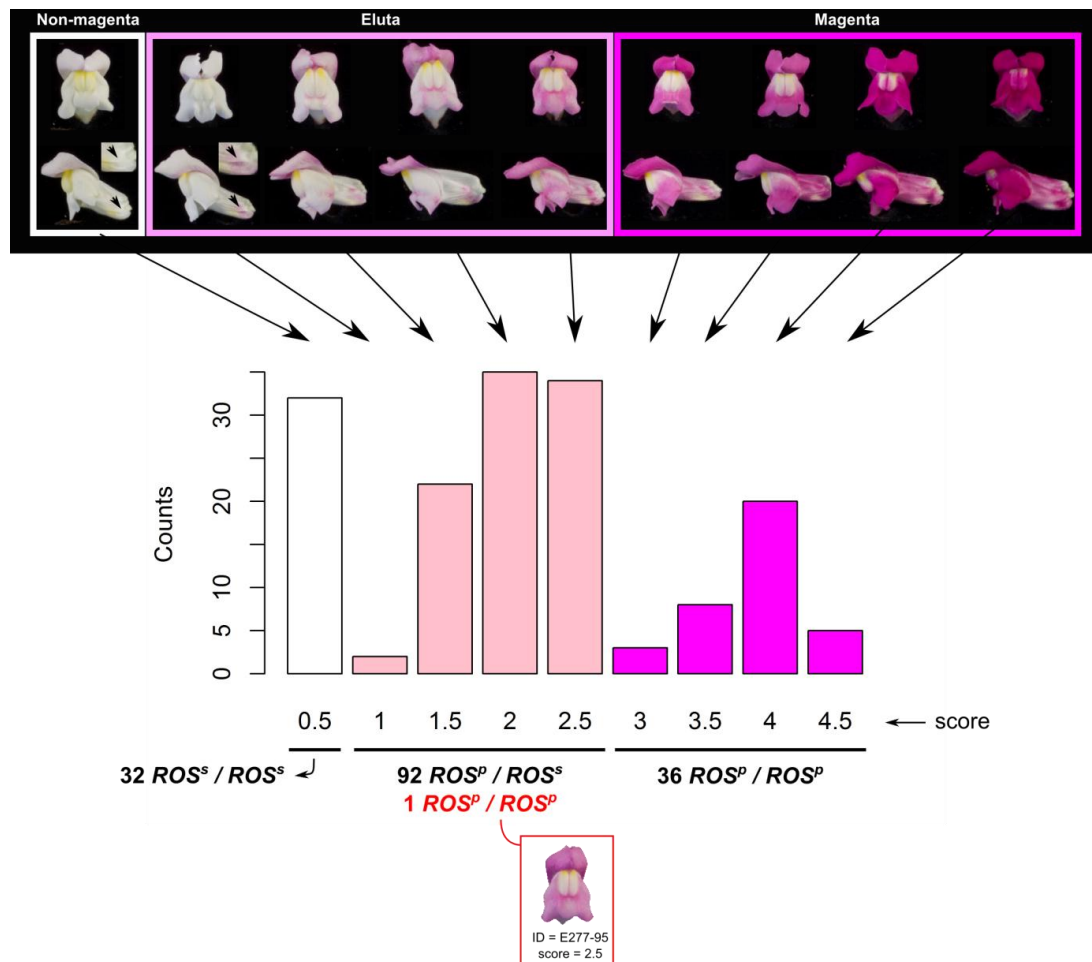 Non-magenta
Eluta
Magenta
Counts
30
20
10
5
0
0.5 1 1.5 2 2.5 3 3.5 4 4.5 score
32 ROSˢ / ROSˢ
92 ROSᵖ / ROSˢ
36 ROSᵖ / ROSᵖ
1 ROSᵖ / ROSᵖ
ID = E277-95
score = 2.5